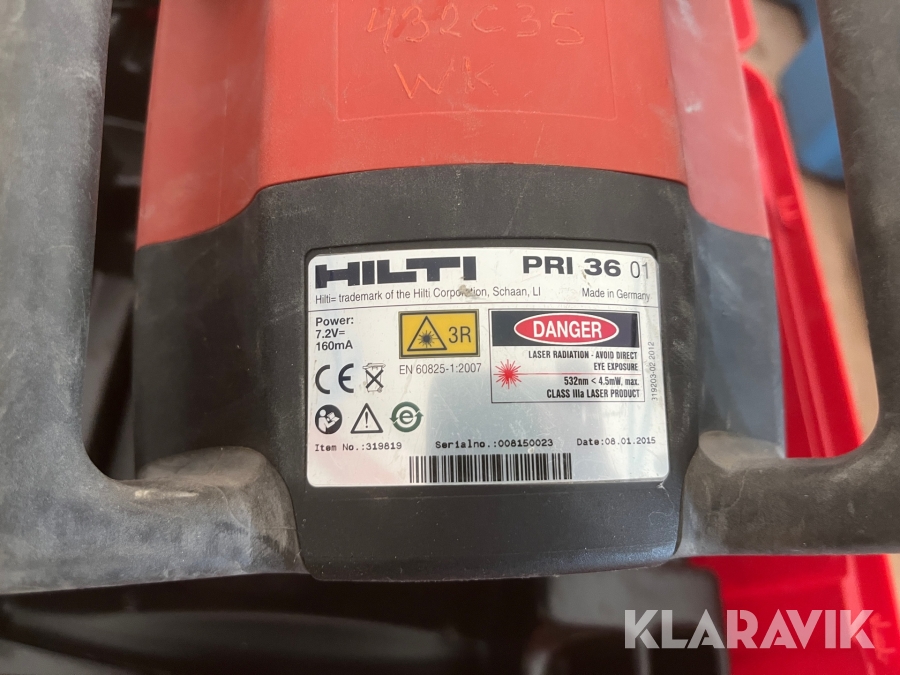 432C35
WK
HILTI PRI 36 01
Hilti= trademark of the Hilti Corporation, Schaan, LI Made in Germany
Power:
7.2V=
160mA
3R
EN 60825-1:2007
DANGER
LASER RADIATION - AVOID DIRECT
EYE EXPOSURE
532nm < 4.5mW, max.
CLASS IIIa LASER PRODUCT
319203-02.2012
CE
e
Item No.:319819 Serialno.:008150023 Date:08.01.2015
KLARAVIK